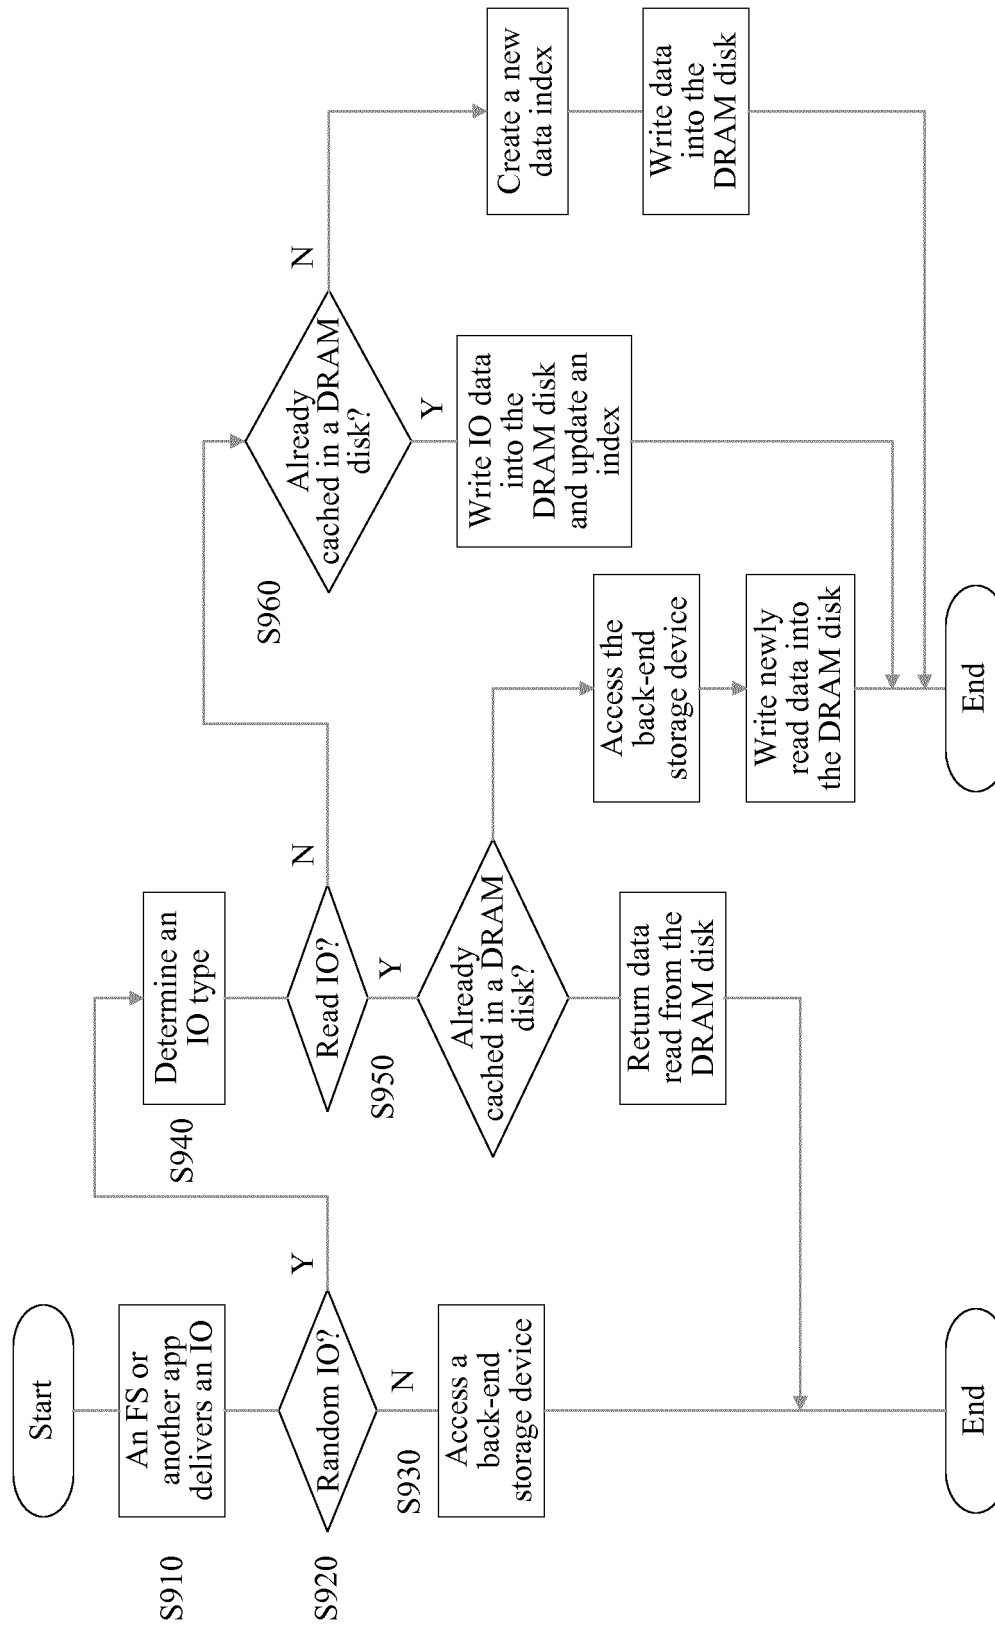 Start
S910
An FS or
another app
delivers an IO
S920
Random IO?
Y
N
S930
Access a
back-end
storage device
End
S940
Determine an
IO type
Read IO?
N
Y
S950
Already
cached in a DRAM
disk?
Return data
read from the
DRAM disk
Access the
back-end
storage device
Write newly
read data into
the DRAM disk
End
S960
Already
cached in a DRAM
disk?
N
Y
Write IO data
into the
DRAM disk
and update an
index
Create a new
data index
Write data
into the
DRAM disk